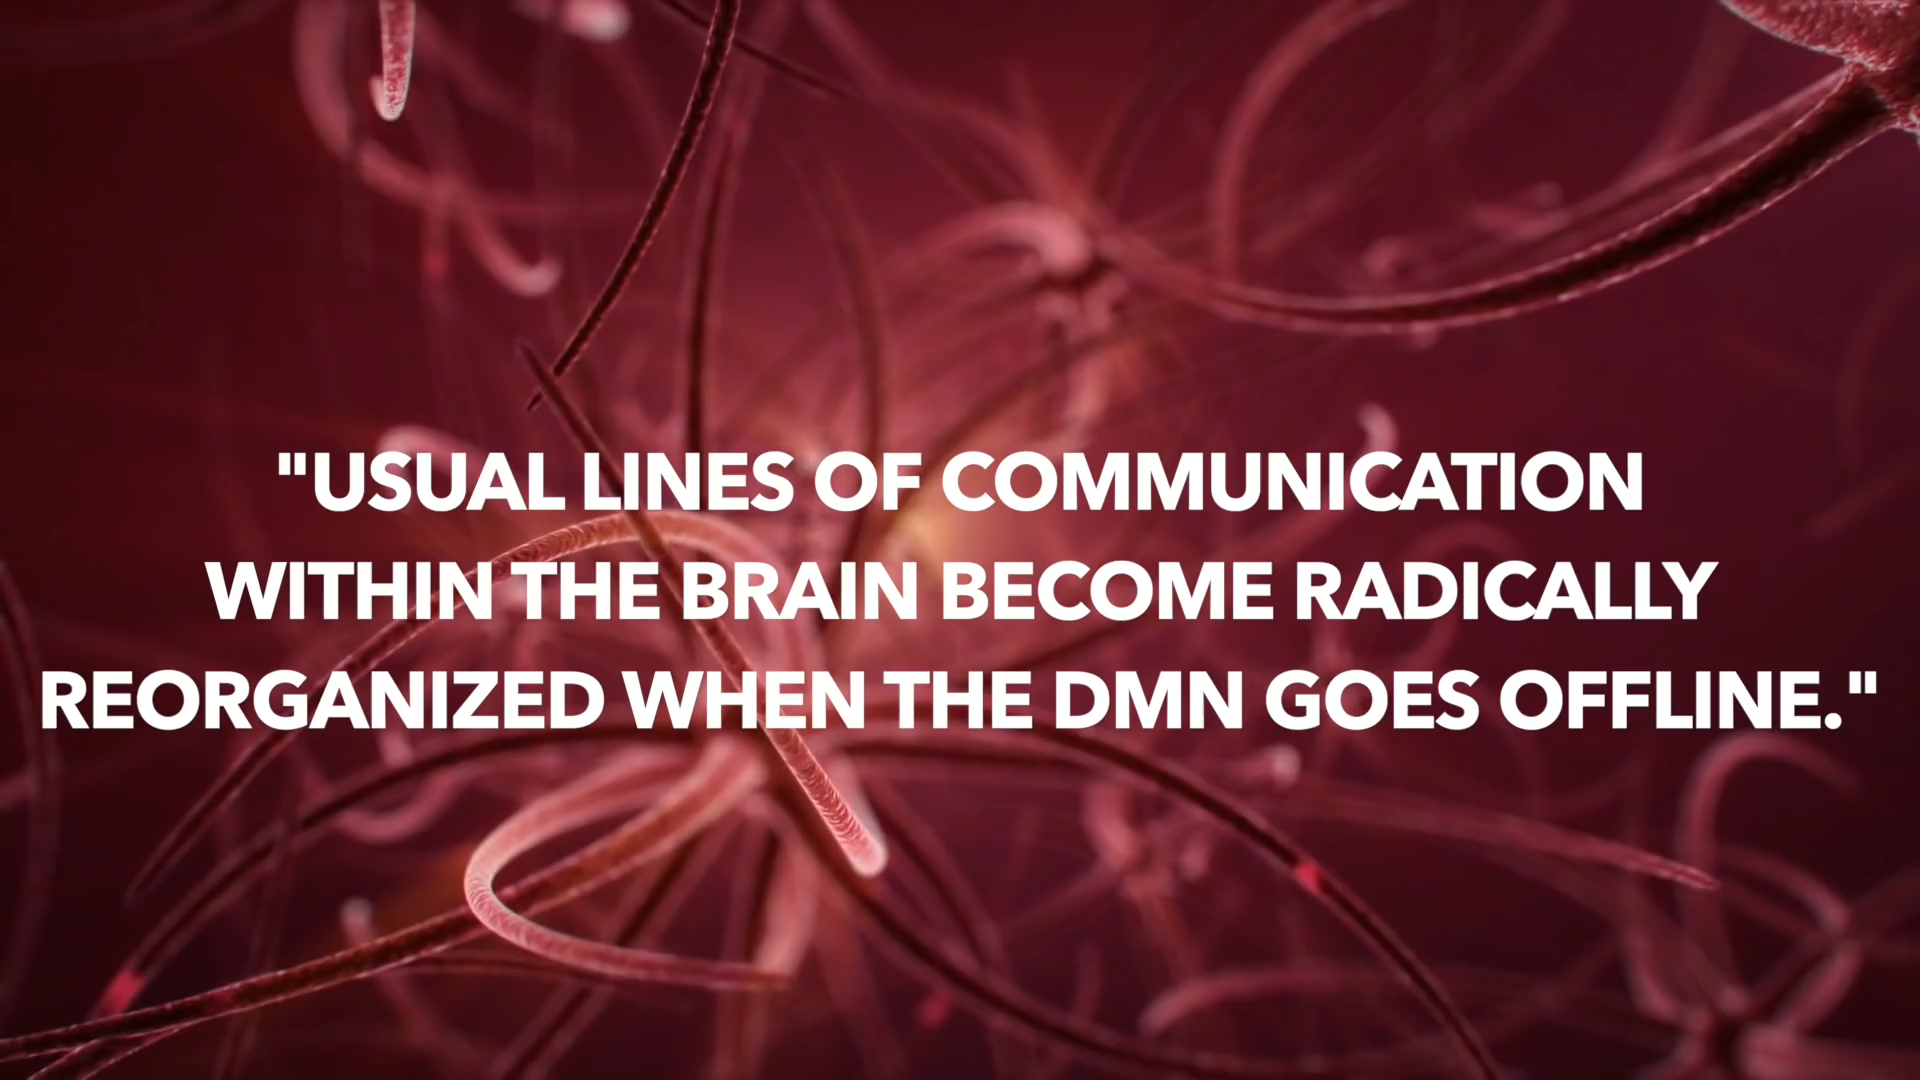 "USUAL LINES OF COMMUNICATION
WITHIN THE BRAIN BECOME RADICALLY
REORGANIZED WHEN THE DMN GOES OFFLINE."